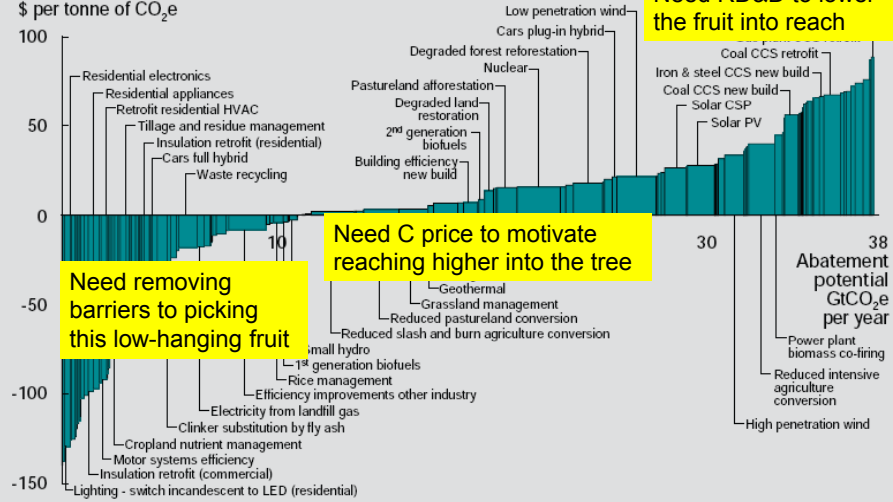 $ per tonne of CO2e
the fruit into reach
100
50
0
-50
-100
-150
10
30
38
Residential electronics
Residential appliances
Retrofit residential HVAC
Tillage and residue management
Insulation retrofit (residential)
Cars full hybrid
Waste recycling
Low penetration wind
Cars plug-in hybrid
Degraded forest reforestation
Nuclear
Pastureland afforestation
Degraded land
restoration
2nd generation
biofuels
Building efficiency
new build
Coal CCS retrofit
Iron & steel CCS new build
Coal CCS new build
Solar CSP
Solar PV
Need C price to motivate
reaching higher into the tree
Need removing
barriers to picking
this low-hanging fruit
Abatement
potential
GtCO2e
per year
Geothermal
Grassland management
Reduced pastureland conversion
Reduced slash and burn agriculture conversion
Small hydro
1st generation biofuels
Rice management
Efficiency improvements other industry
Electricity from landfill gas
Clinker substitution by fly ash
Cropland nutrient management
Motor systems efficiency
Insulation retrofit (commercial)
Lighting - switch incandescent to LED (residential)
Power plant
biomass co-firing
Reduced intensive
agriculture
conversion
High penetration wind